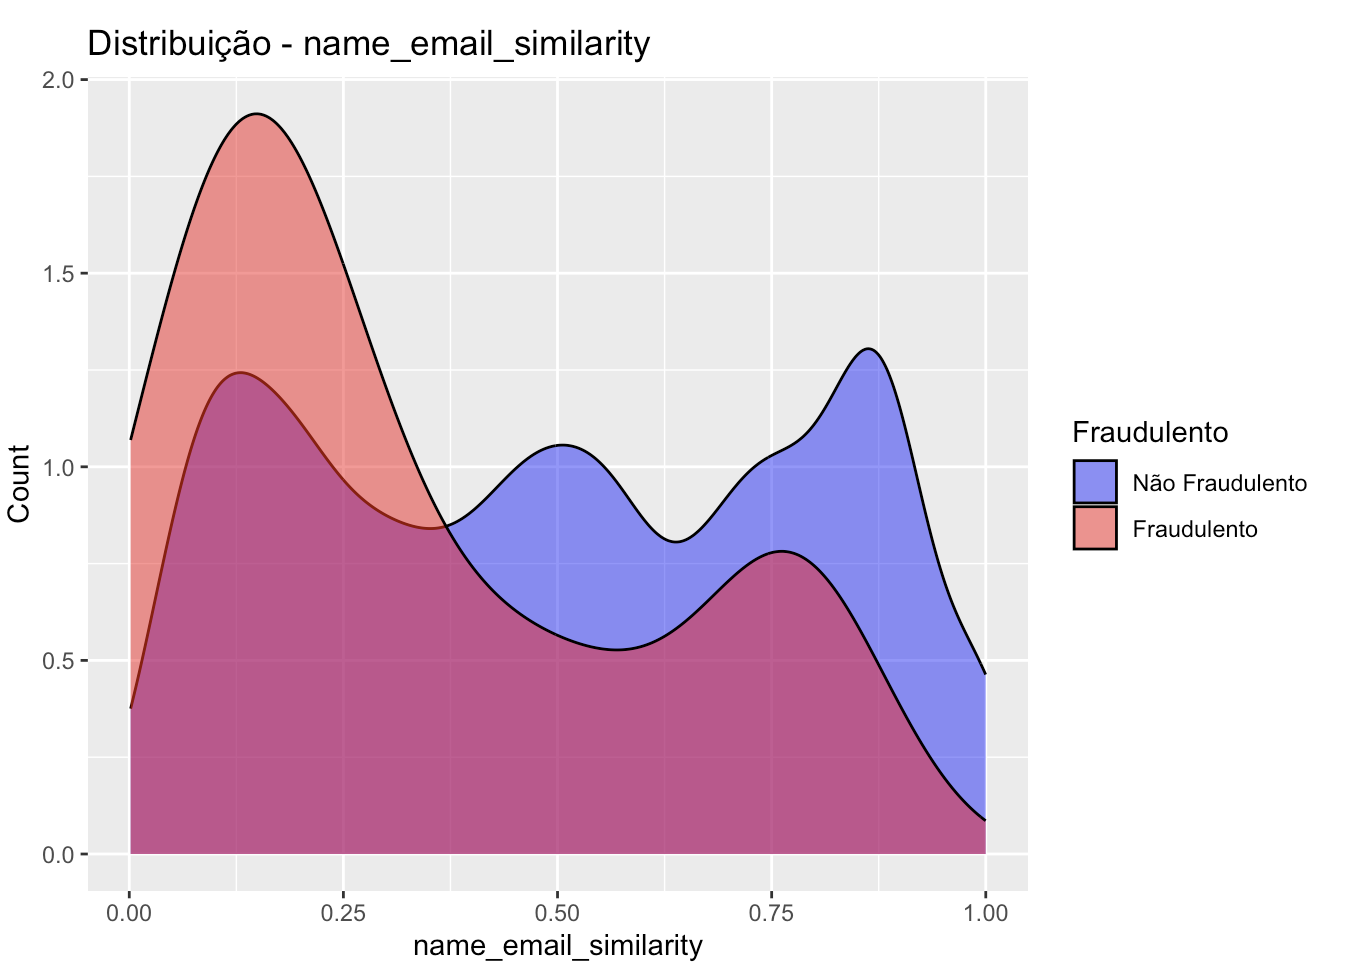 Distribuição - name_email_similarity
2.0
1.5
1.0
0.5
0.0
Count
0.00 0.25 0.50 0.75 1.00
name_email_similarity
Fraudulento
Não Fraudulento
Fraudulento